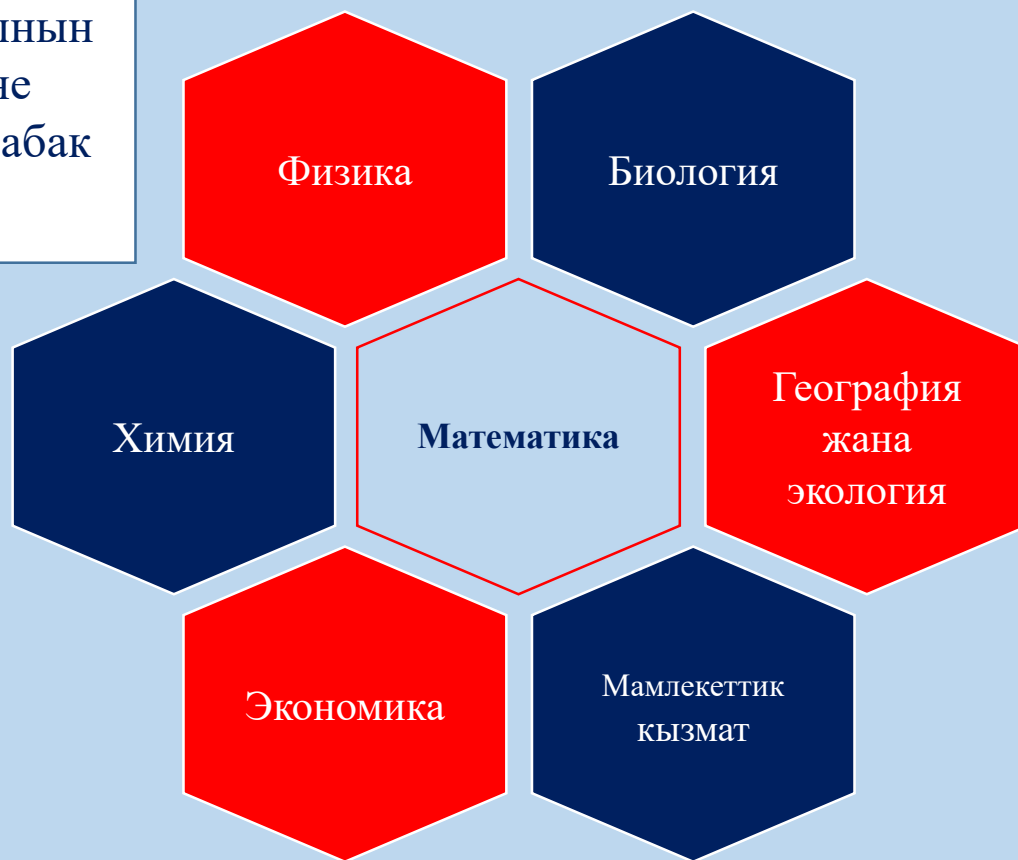 Физика
Биология
Химия
Математика
География
жана
экология
Экономика
Мамлекеттик
кызмат